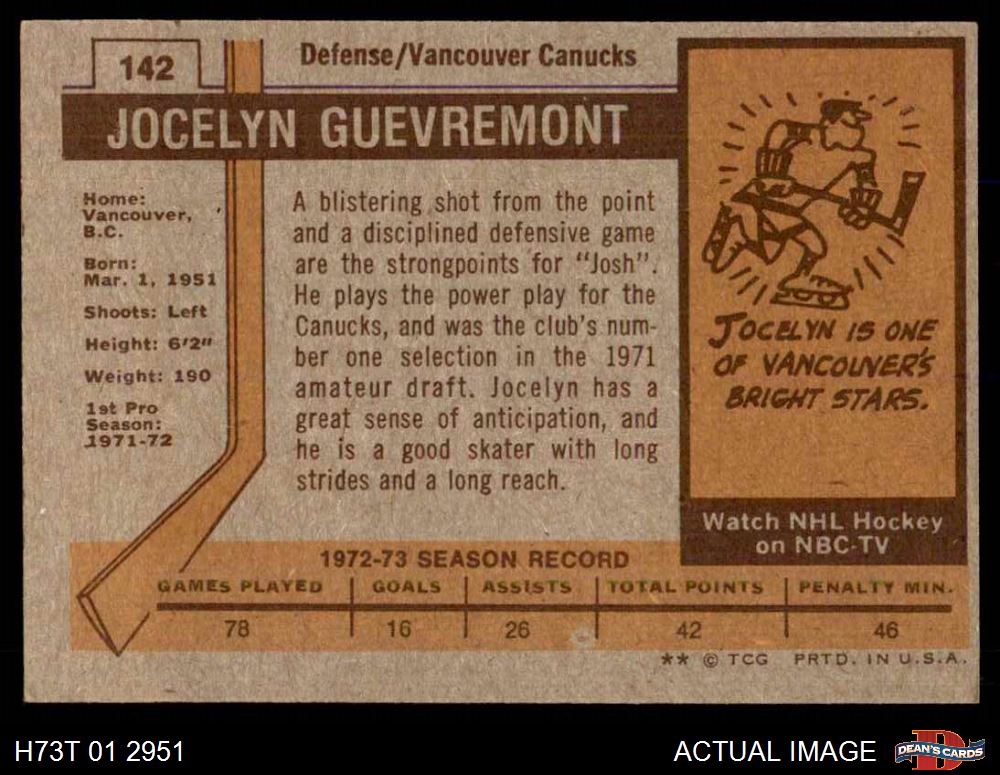 142
Defense/Vancouver Canucks
JOCELYN GUEVREMONT
Home:
Vancouver,
B.C.
Born:
Mar. 1, 1951
Shoots: Left
Height: 6'2"
Weight: 190
1st Pro
Season:
1971-72
A blistering shot from the point
and a disciplined defensive game
are the strongpoints for "Josh".
He plays the power play for the
Canucks, and was the club's num-
ber one selection in the 1971
amateur draft. Jocelyn has a
great sense of anticipation, and
he is a good skater with long
strides and a long reach.
JOCELYN IS ONE
OF VANCOUVER'S
BRIGHT STARS.
Watch NHL Hockey
on NBC-TV
1972-73 SEASON RECORD
GAMES PLAYED GOALS ASSISTS TOTAL POINTS PENALTY MIN.
78 16 26 42 46
** © TCG PRTD. IN U.S.A.
H73T 01 2951
ACTUAL IMAGE
D
DEAN'S CARDS